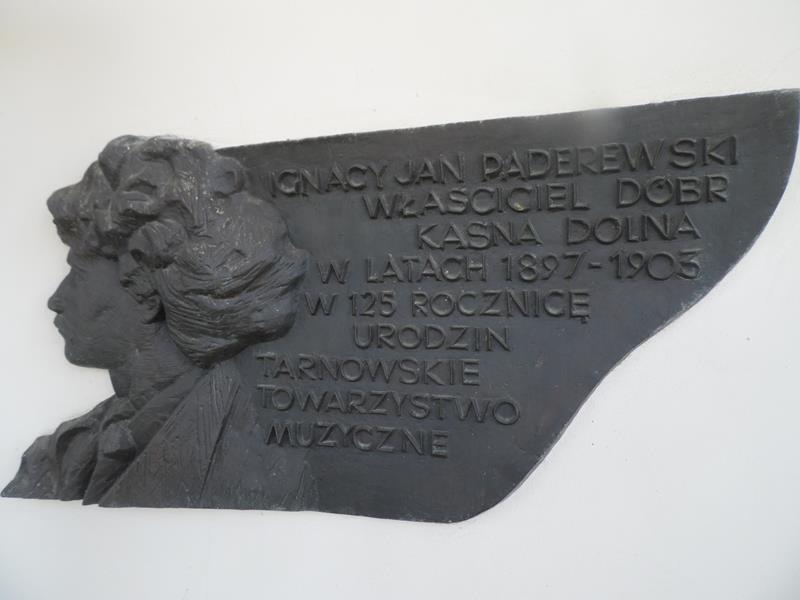 IGNACY JAN PADEREWSKI
WŁAŚCICIEL DÓBR
KĄŚNA DOLNA
W LATACH 1897-1903
W 125 ROCZNICĘ
URODZIN
TARNOWSKIE
TOWARZYSTWO
MUZYCZNE